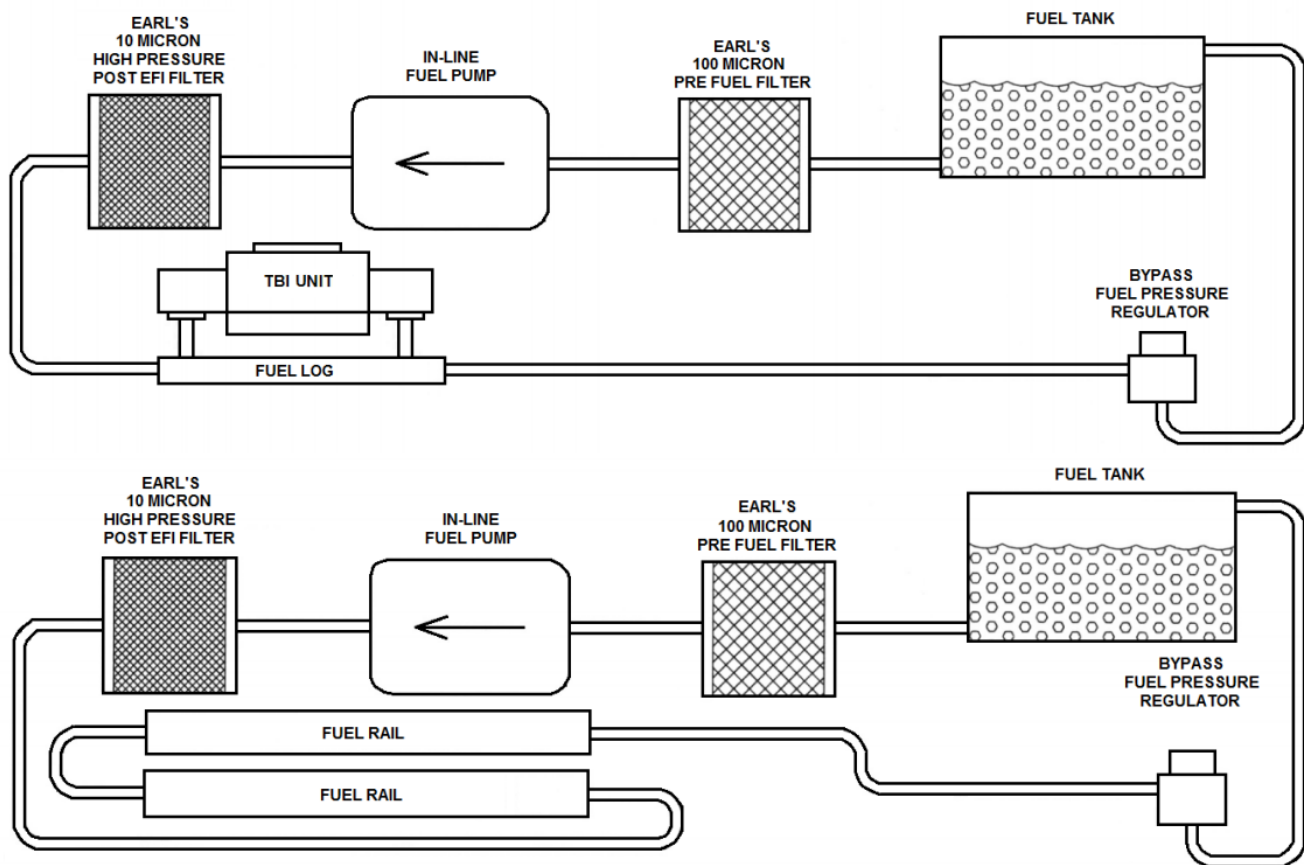 EARL'S
10 MICRON
HIGH PRESSURE
POST EFI FILTER
IN-LINE
FUEL PUMP
EARL'S
100 MICRON
PRE FUEL FILTER
FUEL TANK
TBI UNIT
FUEL LOG
BYPASS
FUEL PRESSURE
REGULATOR
EARL'S
10 MICRON
HIGH PRESSURE
POST EFI FILTER
IN-LINE
FUEL PUMP
EARL'S
100 MICRON
PRE FUEL FILTER
FUEL TANK
BYPASS
FUEL PRESSURE
REGULATOR
FUEL RAIL
FUEL RAIL